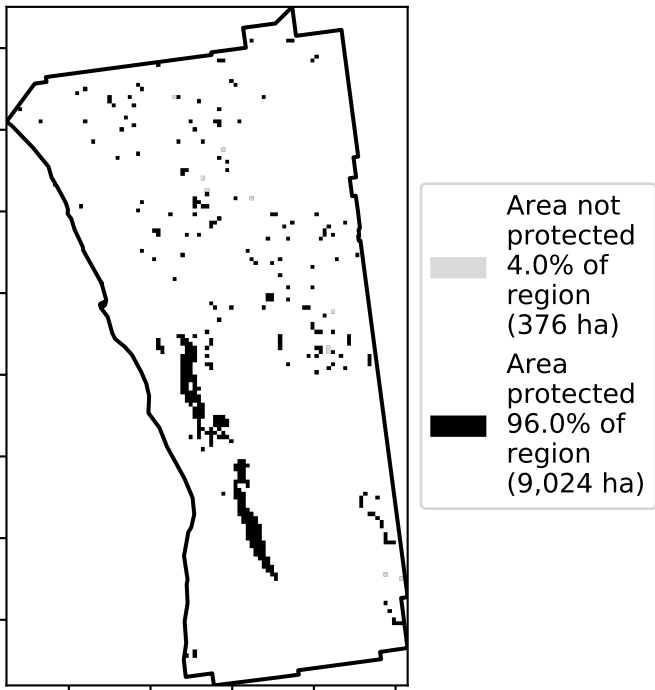 Area not
protected
4.0% of
region
(376 ha)
Area
protected
96.0% of
region
(9,024 ha)